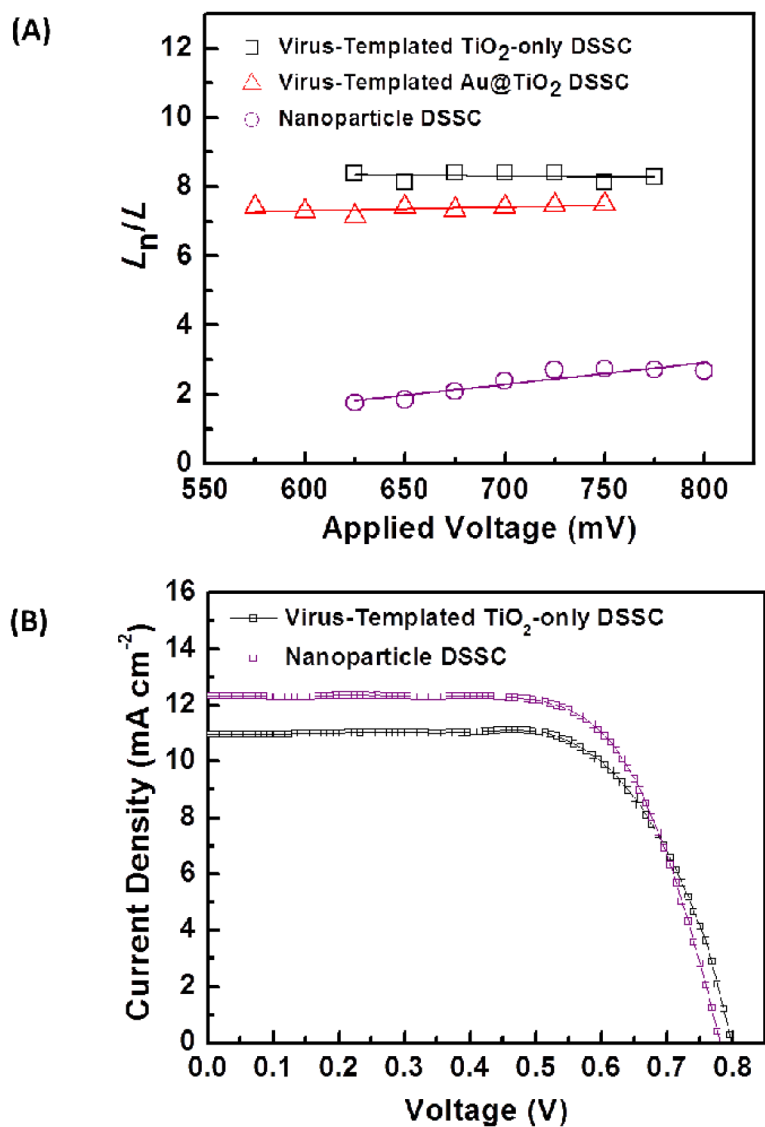 (A)
12
10
8
6
4
2
0
Lₙ/L
Virus-Templated TiO₂-only DSSC
Virus-Templated Au@TiO₂ DSSC
Nanoparticle DSSC
550 600 650 700 750 800
Applied Voltage (mV)
(B)
16
14
12
10
8
6
4
2
0
Current Density (mA cm⁻²)
Virus-Templated TiO₂-only DSSC
Nanoparticle DSSC
0.0 0.1 0.2 0.3 0.4 0.5 0.6 0.7 0.8
Voltage (V)